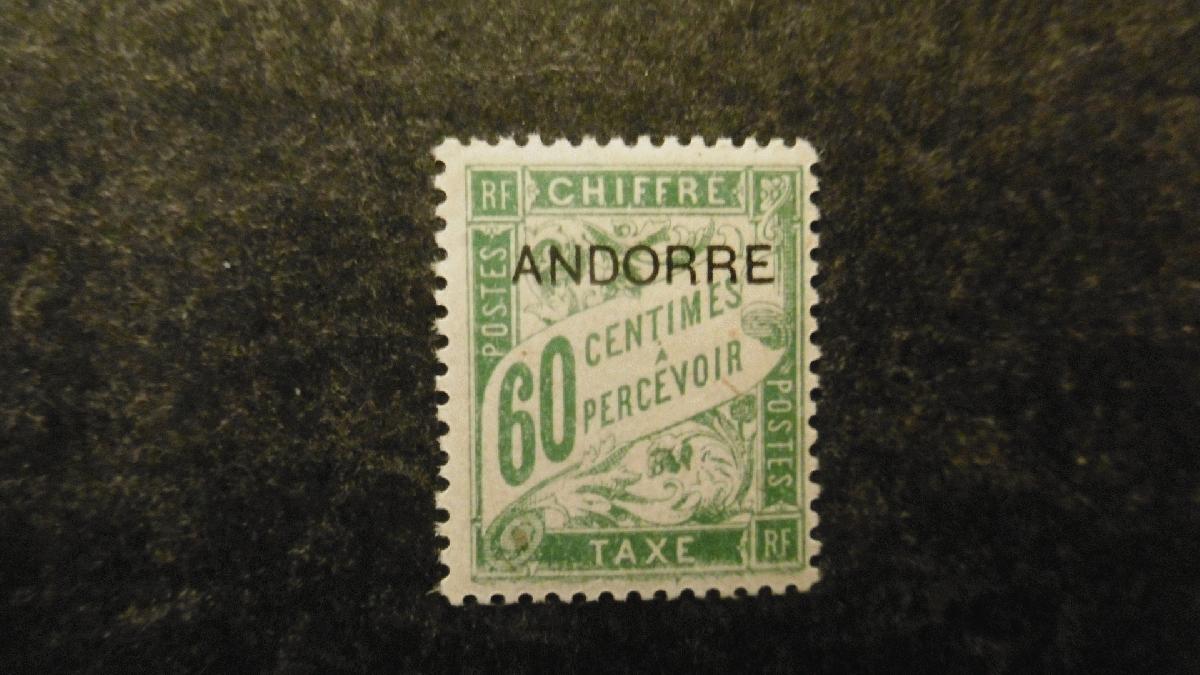 RF CHIFFRE
POSTES
ANDORRE
60 CENTIMES
À
PERCEVOIR
POSTES
TAXE RF